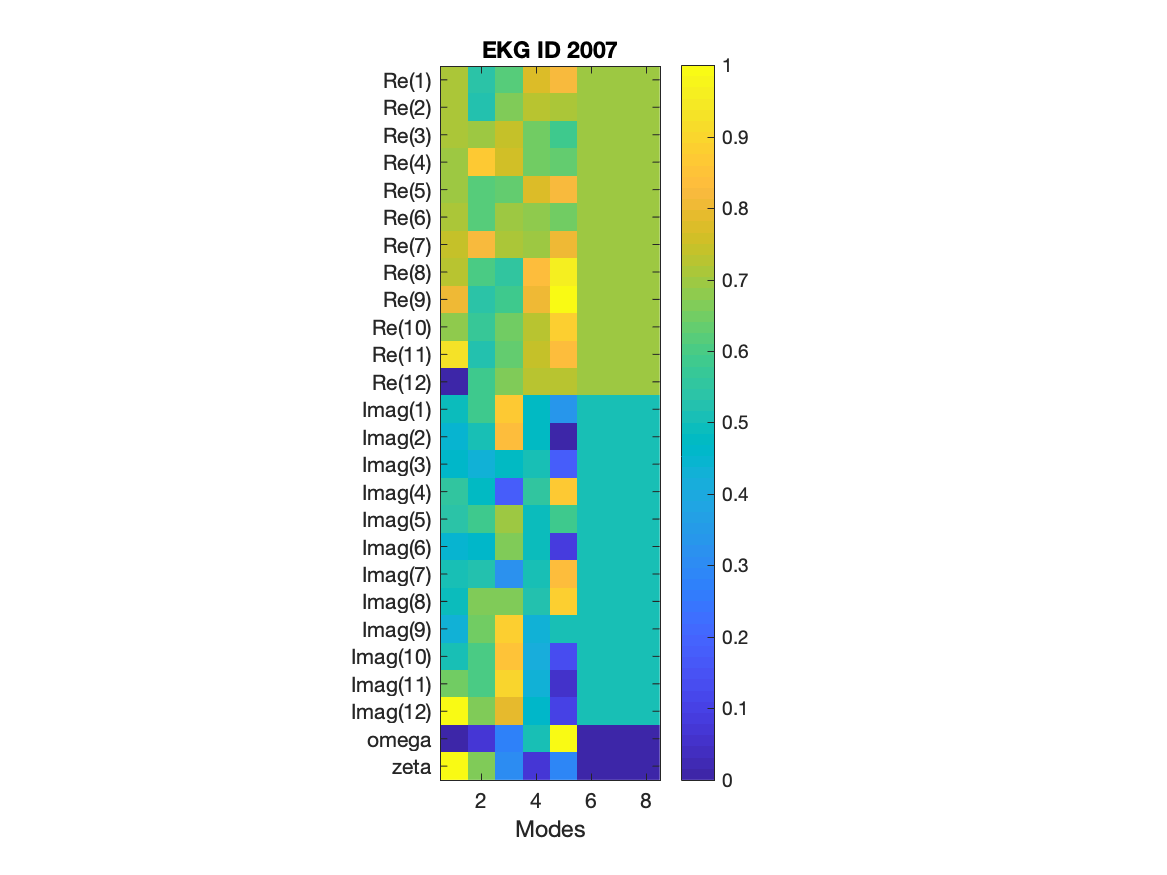 EKG ID 2007
Re(1)
Re(2)
Re(3)
Re(4)
Re(5)
Re(6)
Re(7)
Re(8)
Re(9)
Re(10)
Re(11)
Re(12)
Imag(1)
Imag(2)
Imag(3)
Imag(4)
Imag(5)
Imag(6)
Imag(7)
Imag(8)
Imag(9)
Imag(10)
Imag(11)
Imag(12)
omega
zeta
2 4 6 8
Modes
1
0.9
0.8
0.7
0.6
0.5
0.4
0.3
0.2
0.1
0